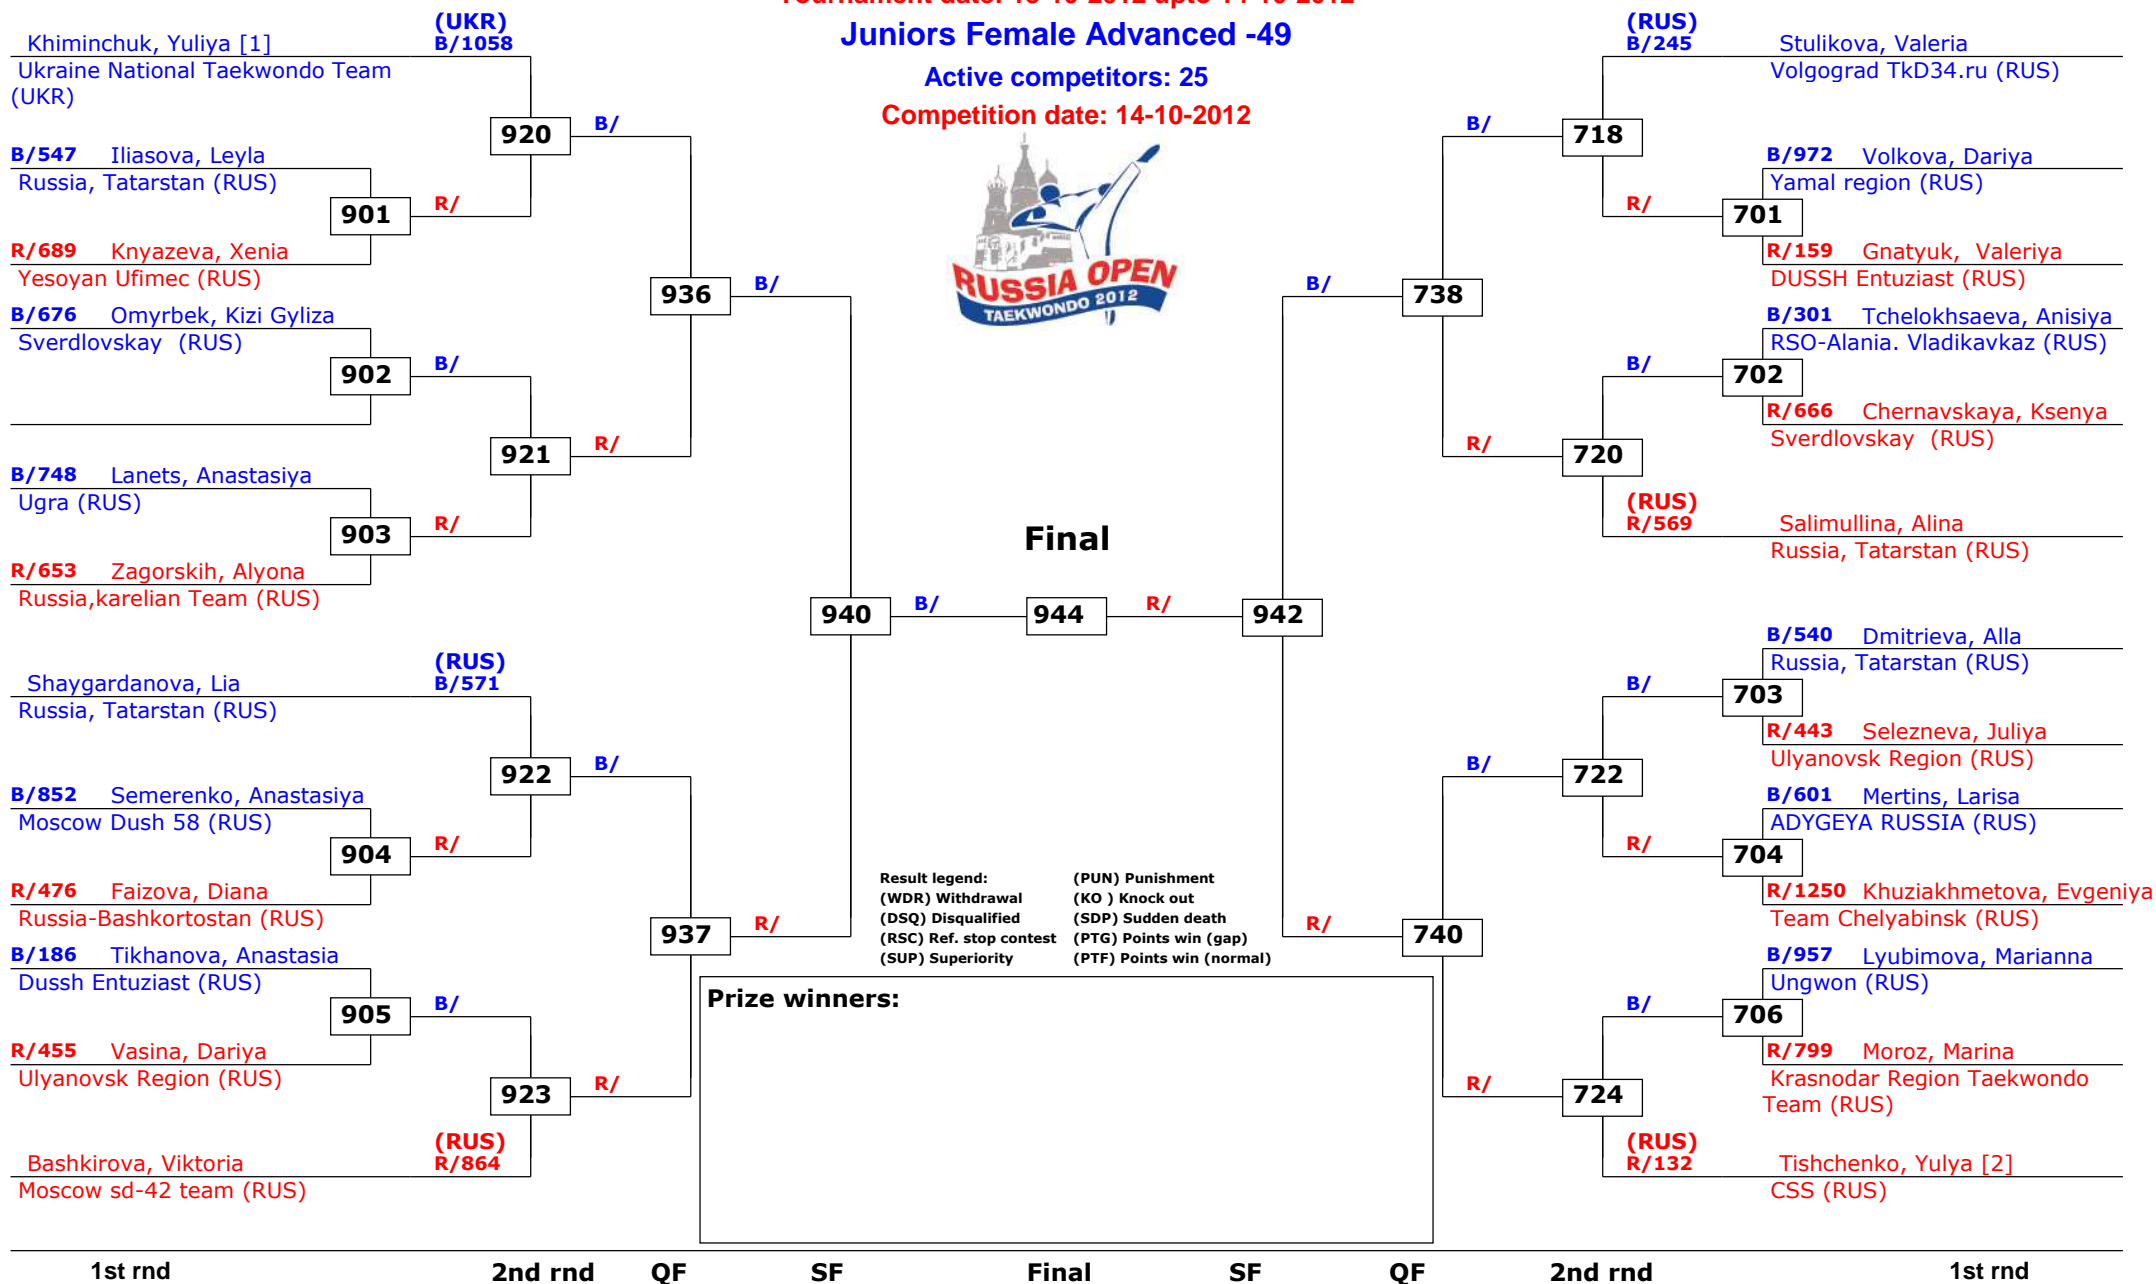 Tournament date: 13-10-2012 upto 14-10-2012
Juniors Female Advanced -49
Active competitors: 25
Competition date: 14-10-2012
RUSSIA OPEN
TAEKWONDO 2012
(UKR)
Khiminchuk, Yuliya [1] B/1058
Ukraine National Taekwondo Team
(UKR)
920
B/
B/547 Iliasova, Leyla
Russia, Tatarstan (RUS)
901
R/
R/689 Knyazeva, Xenia
Yesoyan Ufimec (RUS)
936
B/
B/676 Omyrbek, Kizi Gyliza
Sverdlovskay (RUS)
902
B/
921
R/
B/748 Lanets, Anastasiya
Ugra (RUS)
903
R/
R/653 Zagorskih, Alyona
Russia,karelian Team (RUS)
940
B/
(RUS)
Shaygardanova, Lia B/571
Russia, Tatarstan (RUS)
922
B/
B/852 Semerenko, Anastasiya
Moscow Dush 58 (RUS)
904
R/
R/476 Faizova, Diana
Russia-Bashkortostan (RUS)
937
R/
B/186 Tikhanova, Anastasia
Dussh Entuziast (RUS)
905
B/
R/455 Vasina, Dariya
Ulyanovsk Region (RUS)
923
R/
(RUS)
Bashkirova, Viktoria R/864
Moscow sd-42 team (RUS)
Final
944
R/
942
(RUS)
B/245 Stulikova, Valeria
Volgograd TkD34.ru (RUS)
B/
718
B/972 Volkova, Dariya
Yamal region (RUS)
R/
701
R/159 Gnatyuk, Valeriya
DUSSH Entuziast (RUS)
B/
738
B/301 Tchelokhsaeva, Anisiya
RSO-Alania. Vladikavkaz (RUS)
B/
702
R/666 Chernavskaya, Ksenya
Sverdlovskay (RUS)
R/
720
(RUS)
R/569 Salimullina, Alina
Russia, Tatarstan (RUS)
B/540 Dmitrieva, Alla
Russia, Tatarstan (RUS)
B/
703
R/443 Selezneva, Juliya
Ulyanovsk Region (RUS)
B/
722
B/601 Mertins, Larisa
ADYGEYA RUSSIA (RUS)
R/
704
R/1250 Khuziakhmetova, Evgeniya
Team Chelyabinsk (RUS)
R/
740
B/957 Lyubimova, Marianna
Ungwon (RUS)
B/
706
R/799 Moroz, Marina
Krasnodar Region Taekwondo
Team (RUS)
R/
724
(RUS)
R/132 Tishchenko, Yulya [2]
CSS (RUS)
Result legend: (PUN) Punishment
(WDR) Withdrawal (KO ) Knock out
(DSQ) Disqualified (SDP) Sudden death
(RSC) Ref. stop contest (PTG) Points win (gap)
(SUP) Superiority (PTF) Points win (normal)
Prize winners:
1st rnd 2nd rnd QF SF Final SF QF 2nd rnd 1st rnd